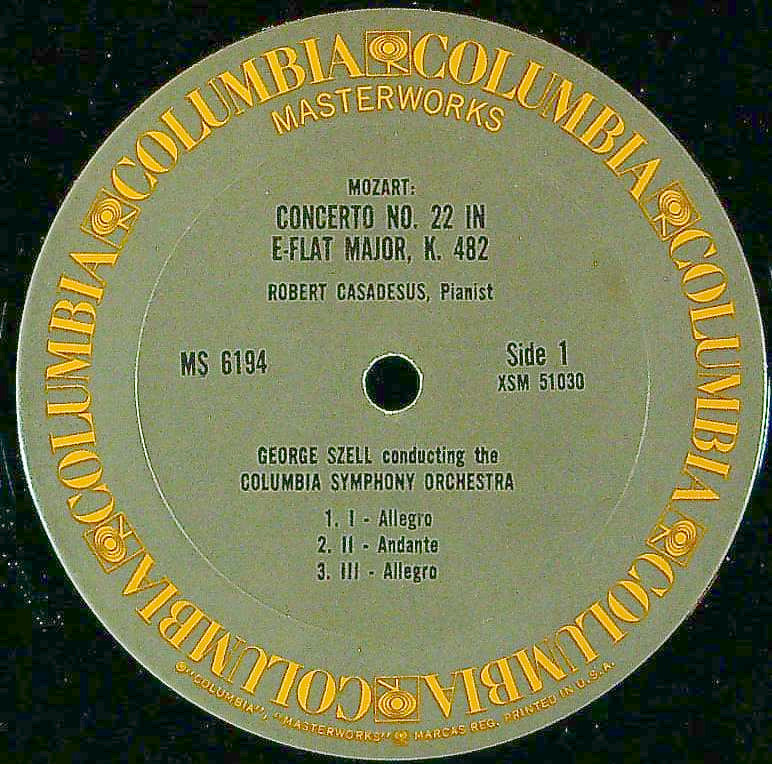 COLUMBIA COLUMBIA COLUMBIA COLUMBIA COLUMBIA COLUMBIA COLUMBIA COLUMBIA
MASTERWORKS
MOZART:
CONCERTO NO. 22 IN
E-FLAT MAJOR, K. 482
ROBERT CASADESUS, Pianist
MS 6194
Side 1
XSM 51030
GEORGE SZELL conducting the
COLUMBIA SYMPHONY ORCHESTRA
1. I - Allegro
2. II - Andante
3. III - Allegro
"COLUMBIA", "MASTERWORKS" MARCAS REG. PRINTED IN U.S.A.